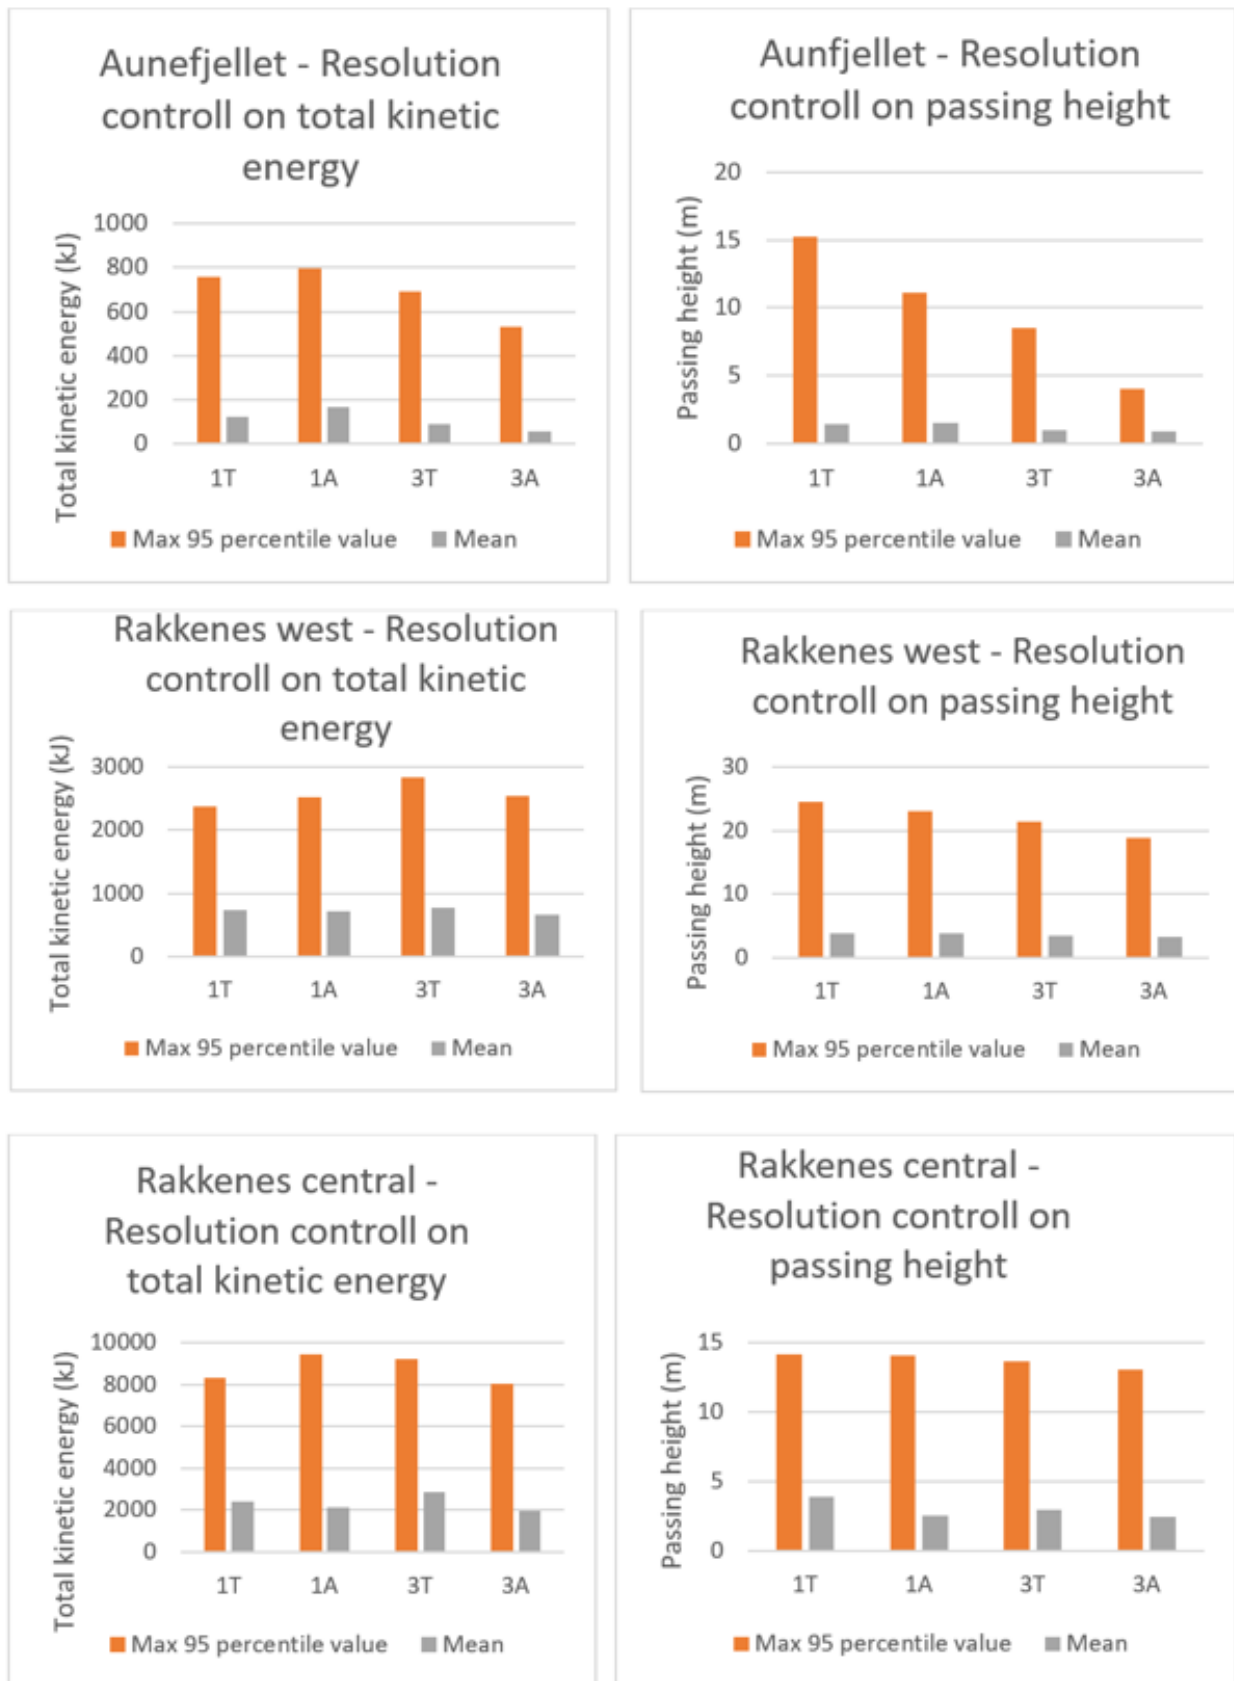 Aunefjellet - Resolution
controll on total kinetic
energy
Total kinetic energy (kJ)
1000
800
600
400
200
0
1T 1A 3T 3A
Max 95 percentile value Mean
Aunfjellet - Resolution
controll on passing height
Passing height (m)
20
15
10
5
0
1T 1A 3T 3A
Max 95 percentile value Mean
Rakkenes west - Resolution
controll on total kinetic
energy
Total kinetic energy (kJ)
3000
2000
1000
0
1T 1A 3T 3A
Max 95 percentile value Mean
Rakkenes west - Resolution
controll on passing height
Passing height (m)
30
20
10
0
1T 1A 3T 3A
Max 95 percentile value Mean
Rakkenes central -
Resolution controll on
total kinetic energy
Total kinetic energy (kJ)
10000
8000
6000
4000
2000
0
1T 1A 3T 3A
Max 95 percentile value Mean
Rakkenes central -
Resolution controll on
passing height
Passing height (m)
15
10
5
0
1T 1A 3T 3A
Max 95 percentile value Mean